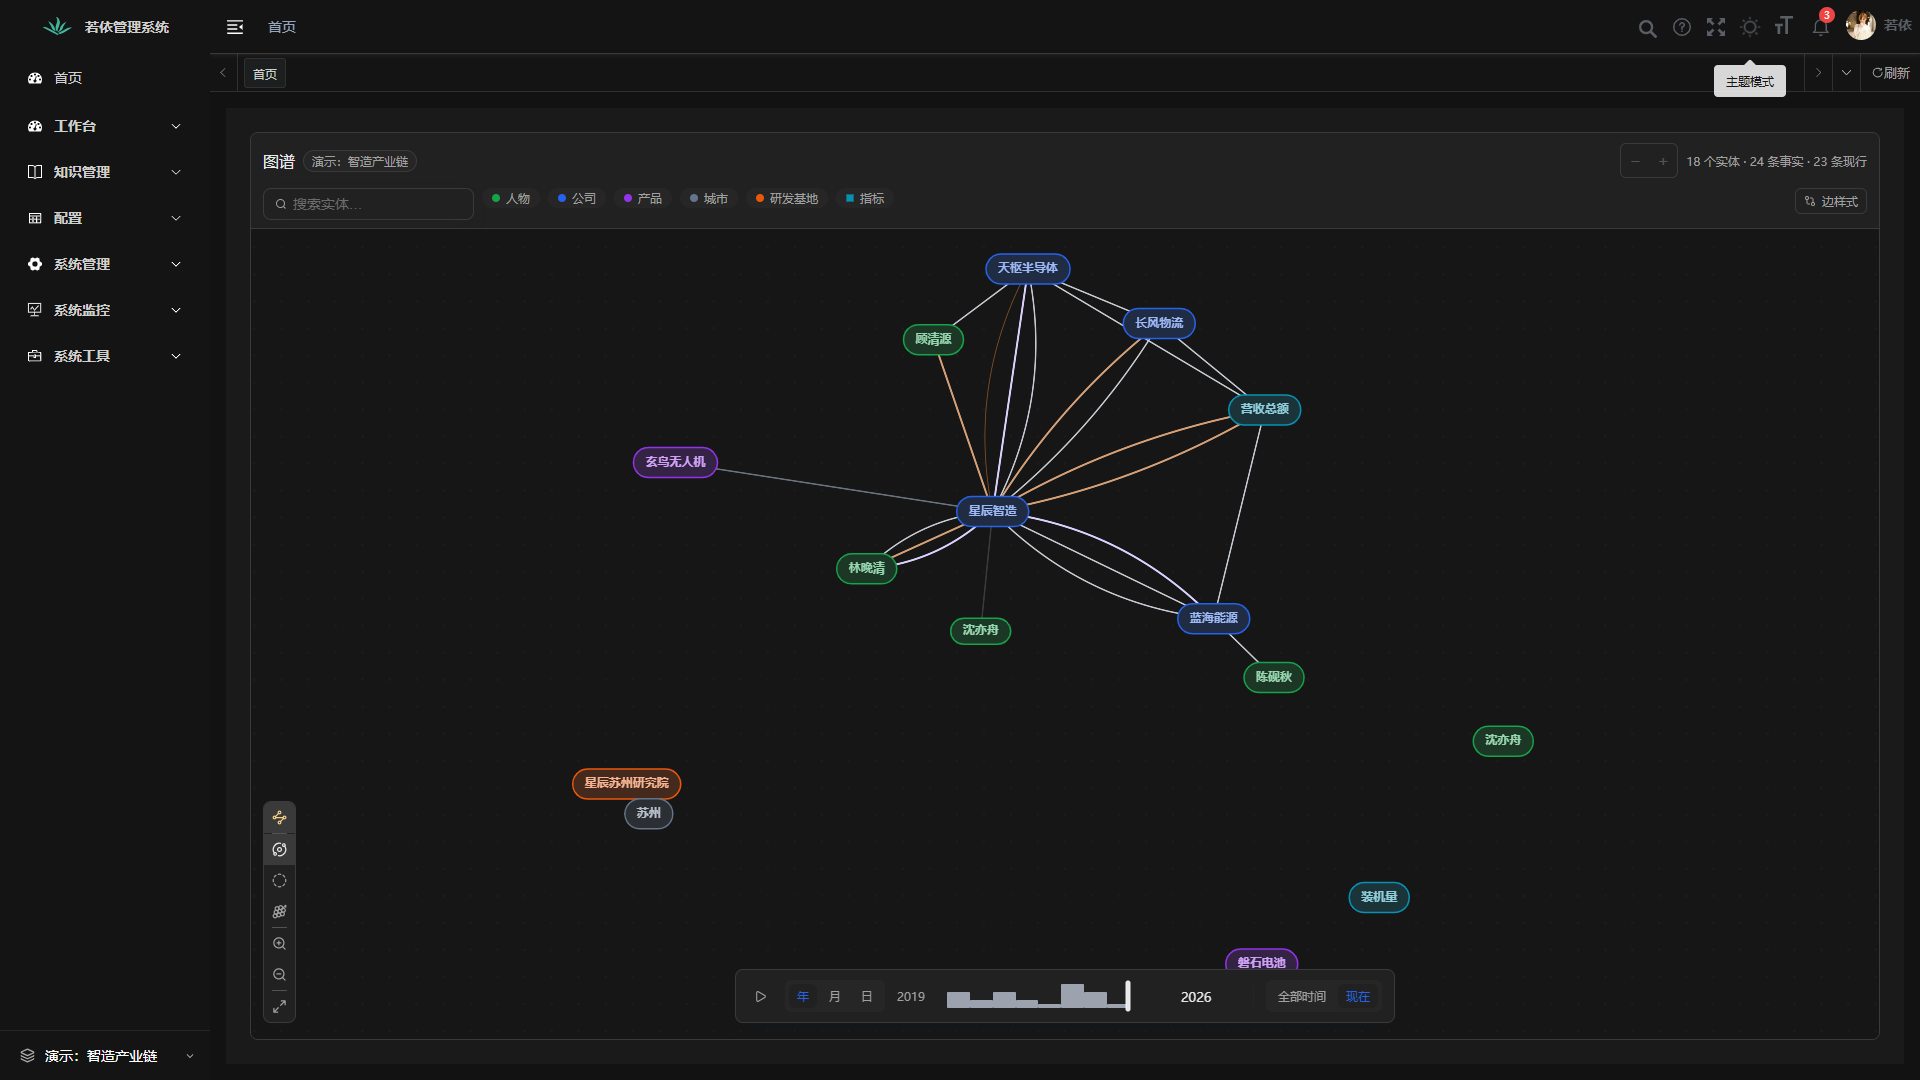 若依管理系统
首页
若依
3
首页
工作台
知识管理
配置
系统管理
系统监控
系统工具
首页
主题模式
刷新
图谱
演示：智造产业链
18 个实体 · 24 条事实 · 23 条现行
搜索实体…
人物
公司
产品
城市
研发基地
指标
边样式
天枢半导体
长风物流
顾清源
营收总额
玄鸟无人机
星辰智造
林晚清
蓝海能源
沈亦舟
陈砚秋
沈亦舟
星辰苏州研究院
苏州
装机量
磐石电池
年
月
日
2019
2026
全部时间
现在
演示：智造产业链